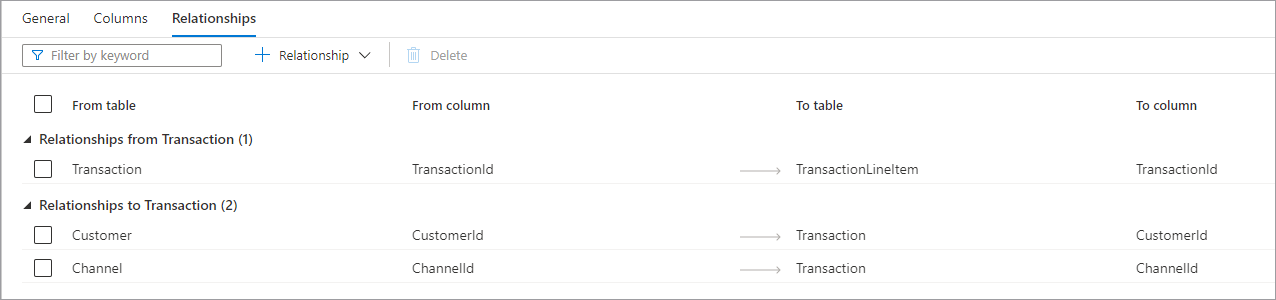 General Columns Relationships
Filter by keyword Relationship Delete
From table From column To table To column
Relationships from Transaction (1)
Transaction TransactionId TransactionLineItem TransactionId
Relationships to Transaction (2)
Customer CustomerId Transaction CustomerId
Channel ChannelId Transaction ChannelId